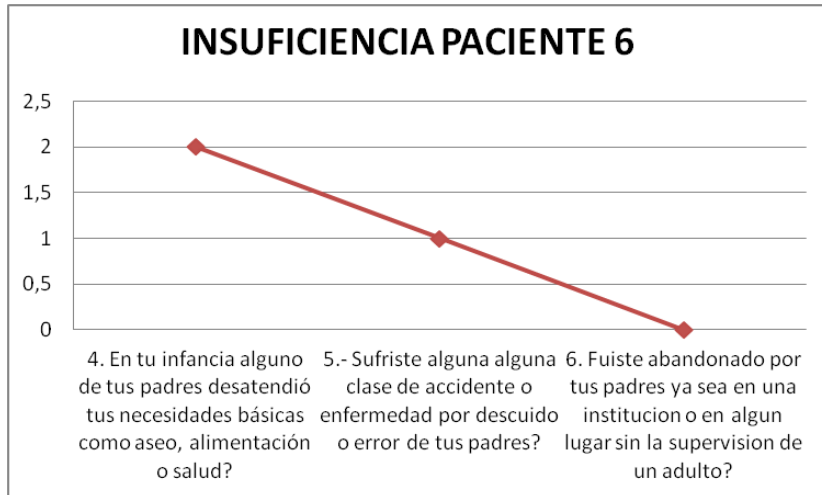 INSUFICIENCIA PACIENTE 6
2,5
2
1,5
1
0,5
0
4. En tu infancia alguno
de tus padres desatendió
tus necesidades básicas
como aseo, alimentación
o salud?
5.- Sufriste alguna alguna
clase de accidente o
enfermedad por descuido
o error de tus padres?
6. Fuiste abandonado por
tus padres ya sea en una
institucion o en algun
lugar sin la supervision de
un adulto?